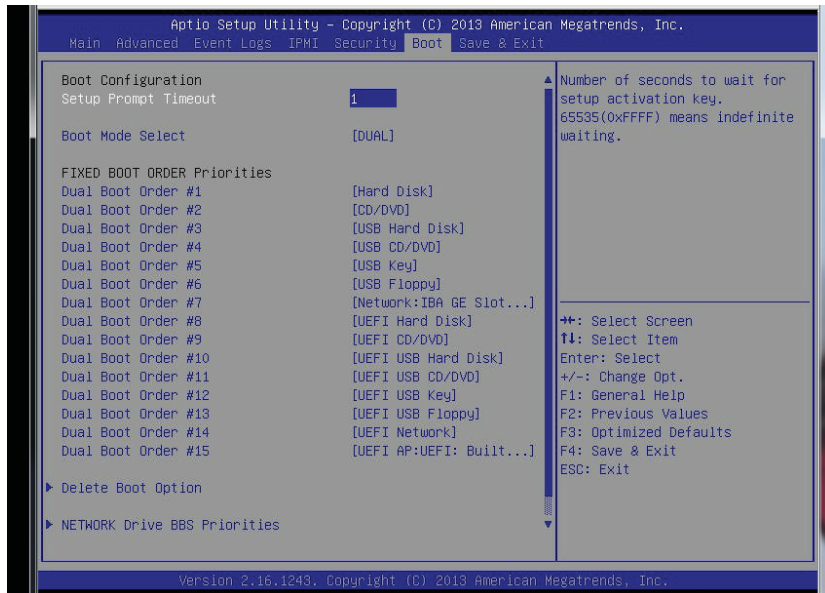 Aptio Setup Utility – Copyright (C) 2013 American Megatrends, Inc.
Main Advanced Event Logs IPMI Security Boot Save & Exit
Boot Configuration
Setup Prompt Timeout 1
Boot Mode Select [DUAL]
FIXED BOOT ORDER Priorities
Dual Boot Order #1 [Hard Disk]
Dual Boot Order #2 [CD/DVD]
Dual Boot Order #3 [USB Hard Disk]
Dual Boot Order #4 [USB CD/DVD]
Dual Boot Order #5 [USB Key]
Dual Boot Order #6 [USB Floppy]
Dual Boot Order #7 [Network:IBA GE Slot...]
Dual Boot Order #8 [UEFI Hard Disk]
Dual Boot Order #9 [UEFI CD/DVD]
Dual Boot Order #10 [UEFI USB Hard Disk]
Dual Boot Order #11 [UEFI USB CD/DVD]
Dual Boot Order #12 [UEFI USB Key]
Dual Boot Order #13 [UEFI USB Floppy]
Dual Boot Order #14 [UEFI Network]
Dual Boot Order #15 [UEFI AP:UEFI: Built...]
Delete Boot Option
NETWORK Drive BBS Priorities
Number of seconds to wait for
setup activation key.
65535(0xFFFF) means indefinite
waiting.
→←: Select Screen
↑↓: Select Item
Enter: Select
+/-: Change Opt.
F1: General Help
F2: Previous Values
F3: Optimized Defaults
F4: Save & Exit
ESC: Exit
Version 2.16.1243. Copyright (C) 2013 American Megatrends, Inc.